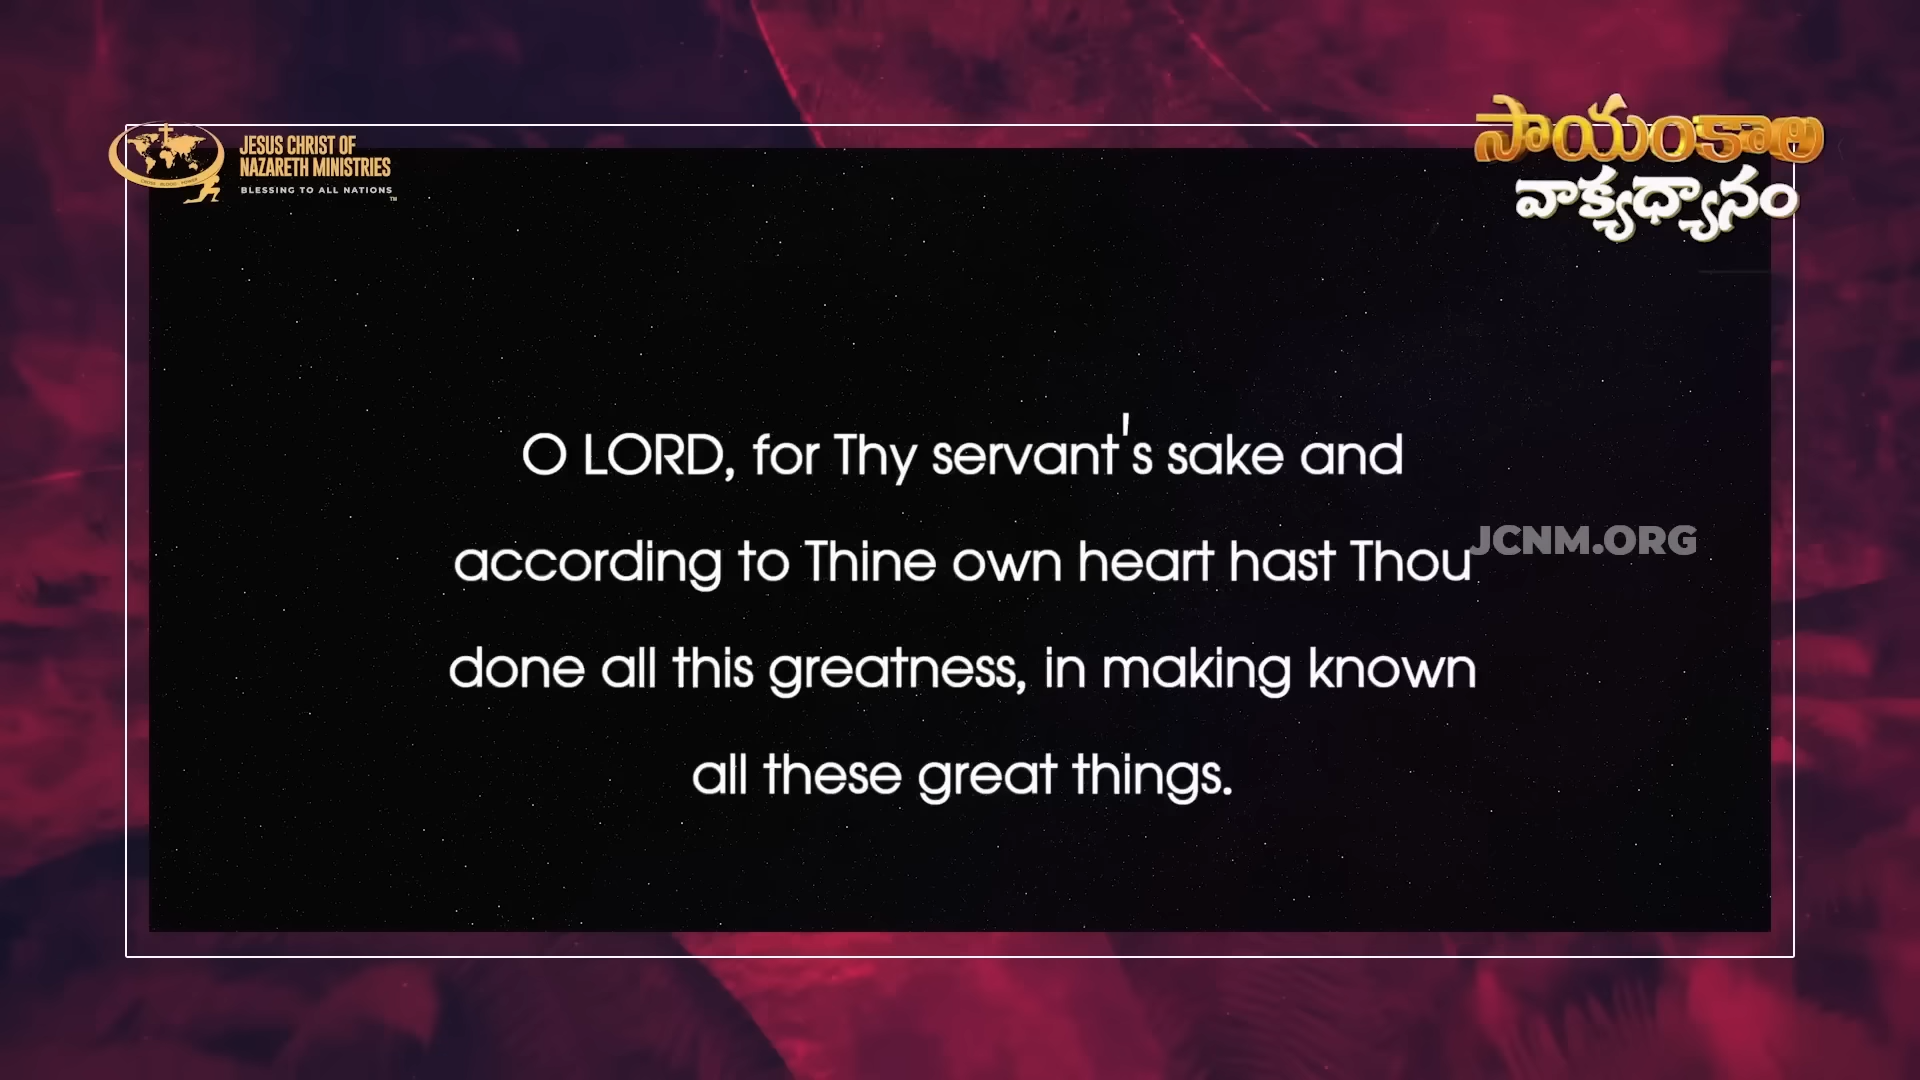 JESUS CHRIST OF
NAZARETH MINISTRIES
BLESSING TO ALL NATIONS
TM
సాయంకాల
వాక్యధ్యానం
O LORD, for Thy servant's sake and
according to Thine own heart hast Thou
JCNM.ORG
done all this greatness, in making known
all these great things.